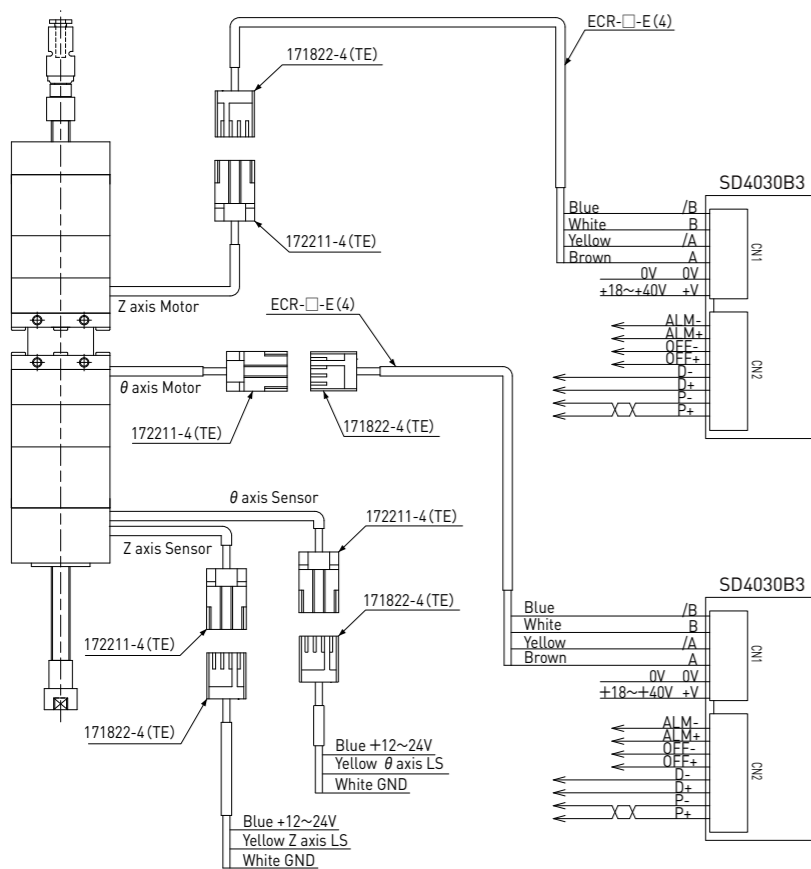 ECR-□-E(4)
171822-4(TE)
SD4030B3
172211-4(TE)
Blue /B
White B
Yellow /A
Brown A
0V 0V
+18~+40V +V
CN1
Z axis Motor
ECR-□-E(4)
ALM-
ALM+
OFF-
OFF+
D-
D+
P-
P+
CN2
θ axis Motor
172211-4(TE)
171822-4(TE)
θ axis Sensor
172211-4(TE)
Z axis Sensor
SD4030B3
171822-4(TE)
Blue /B
White B
Yellow /A
Brown A
0V 0V
+18~+40V +V
CN1
172211-4(TE)
171822-4(TE)
ALM-
ALM+
OFF-
OFF+
D-
D+
P-
P+
CN2
Blue +12~24V
Yellow θ axis LS
White GND
Blue +12~24V
Yellow Z axis LS
White GND